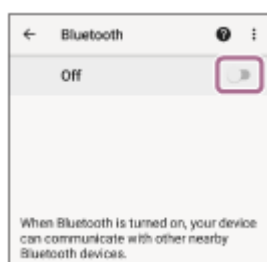 Bluetooth
Off
When Bluetooth is turned on, your device
can communicate with other nearby
Bluetooth devices.